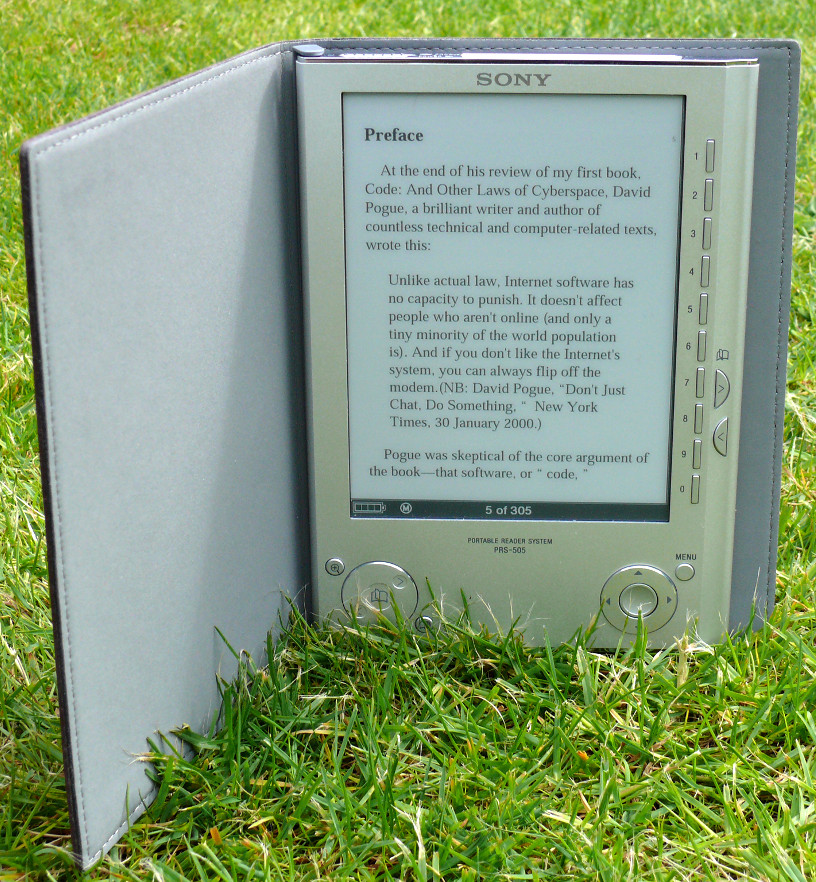 SONY
Preface
At the end of his review of my first book,
Code: And Other Laws of Cyberspace, David
Pogue, a brilliant writer and author of
countless technical and computer-related texts,
wrote this:
Unlike actual law, Internet software has
no capacity to punish. It doesn't affect
people who aren't online (and only a
tiny minority of the world population
is). And if you don't like the Internet's
system, you can always flip off the
modem.(NB: David Pogue, “Don't Just
Chat, Do Something, “ New York
Times, 30 January 2000.)
Pogue was skeptical of the core argument of
the book—that software, or “ code, ”
M
5 of 305
1
2
3
4
5
6
7
8
9
0
PORTABLE READER SYSTEM
PRS-505
MENU